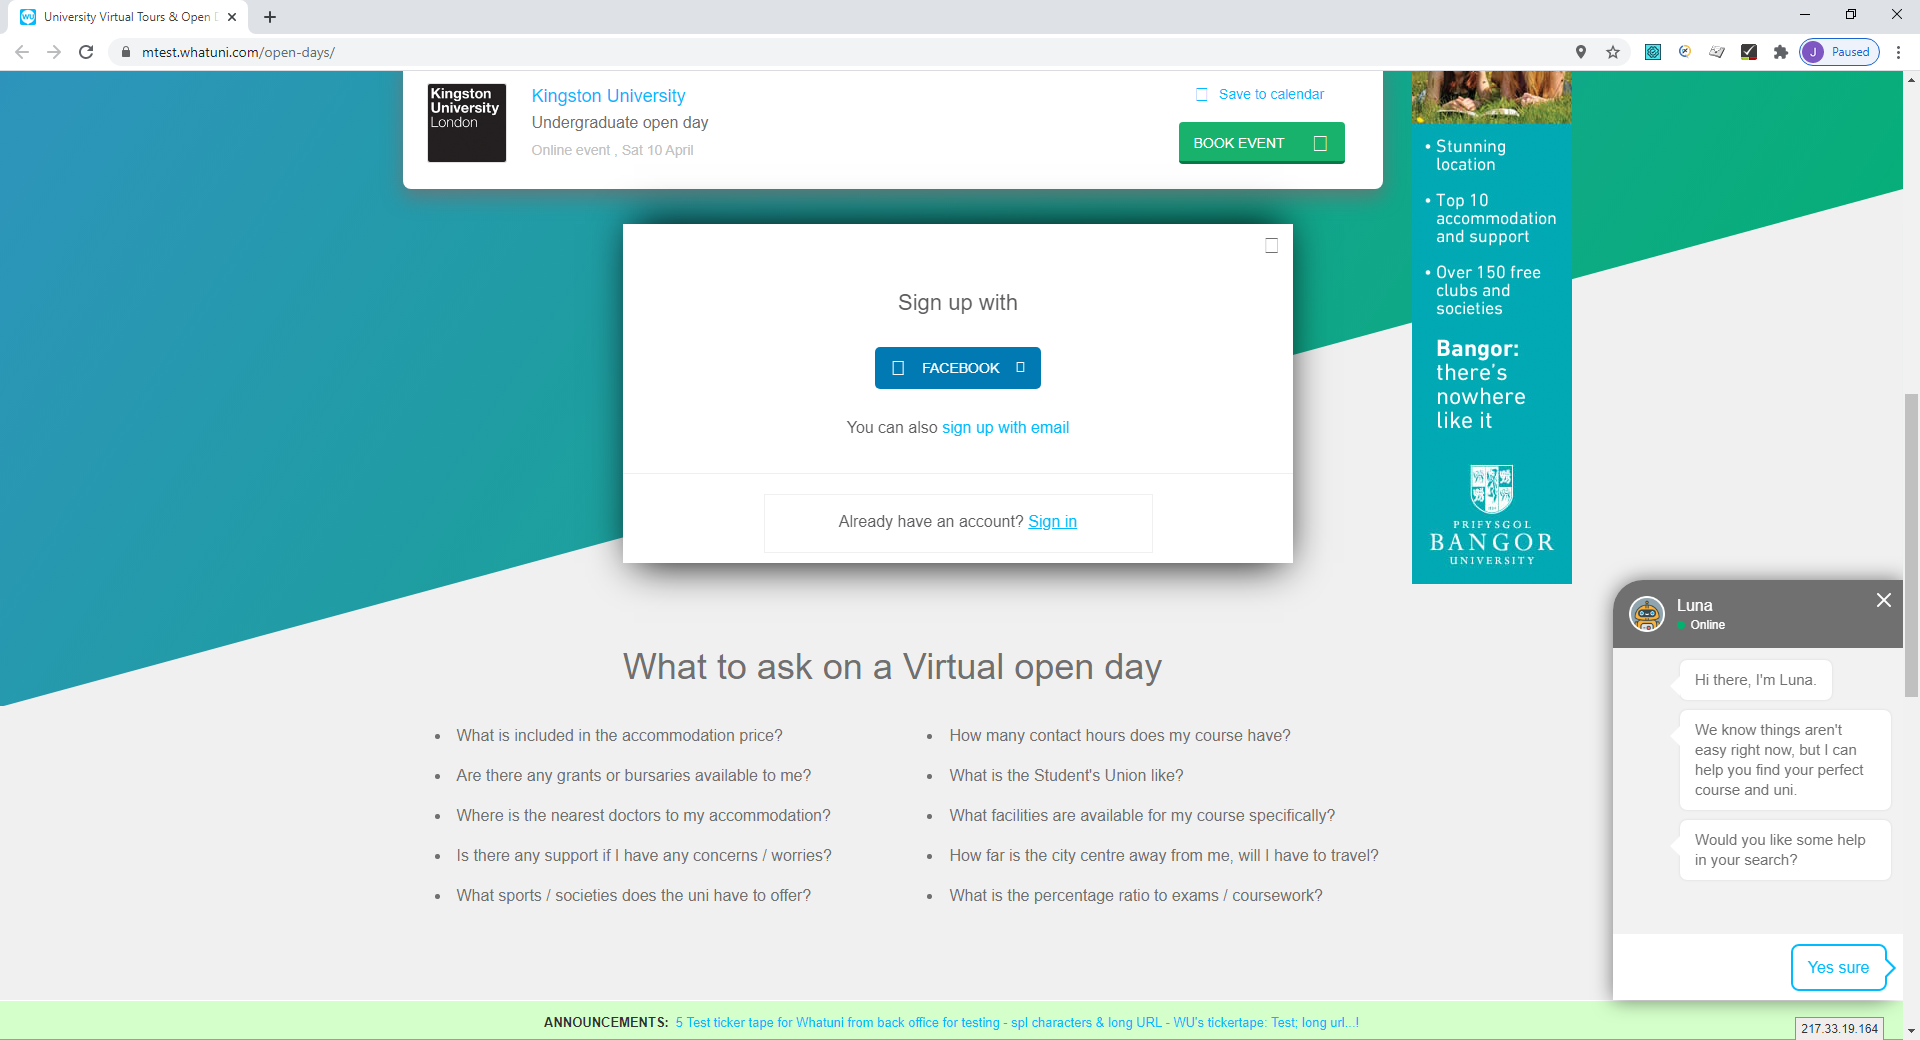 University Virtual Tours & Open D
mtest.whatuni.com/open-days/
J Paused
Kingston
University
London
Kingston University
Undergraduate open day
Online event , Sat 10 April
Save to calendar
BOOK EVENT
• Stunning
location
• Top 10
accommodation
and support
• Over 150 free
clubs and
societies
Bangor:
there's
nowhere
like it
PRIFYSGOL
BANGOR
UNIVERSITY
Sign up with
FACEBOOK
You can also sign up with email
Already have an account? Sign in
What to ask on a Virtual open day
• What is included in the accommodation price?
• Are there any grants or bursaries available to me?
• Where is the nearest doctors to my accommodation?
• Is there any support if I have any concerns / worries?
• What sports / societies does the uni have to offer?
• How many contact hours does my course have?
• What is the Student's Union like?
• What facilities are available for my course specifically?
• How far is the city centre away from me, will I have to travel?
• What is the percentage ratio to exams / coursework?
Luna
Online
Hi there, I'm Luna.
We know things aren't
easy right now, but I can
help you find your perfect
course and uni.
Would you like some help
in your search?
Yes sure
ANNOUNCEMENTS: 5 Test ticker tape for Whatuni from back office for testing - spl characters & long URL - WU's tickertape: Test; long url...!
217.33.19.164